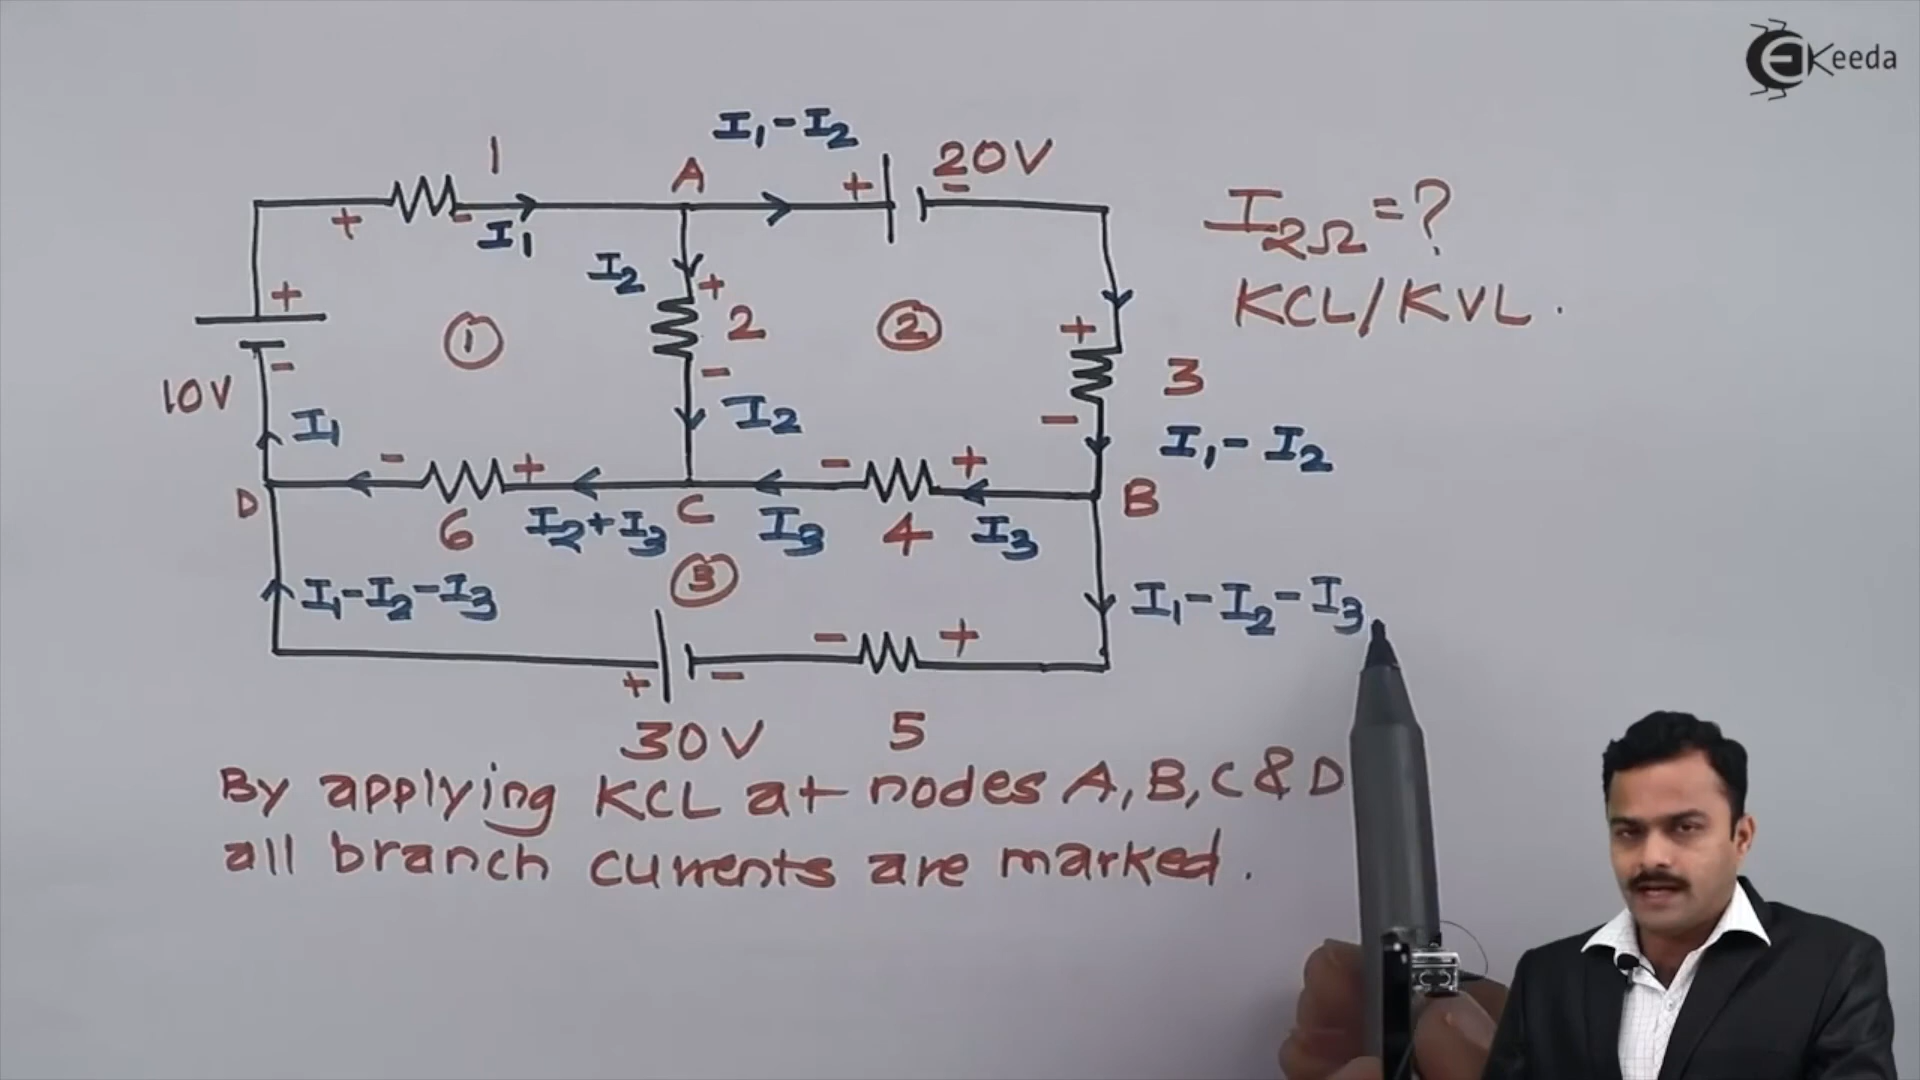 EKeeda
I₁-I₂
1
A
+
20V
-
+
-
I₁
I₂
+
2
-
I₂
+
-
10V
I₁
1
2
+
-
3
I₁-I₂
I₂Ω=?
KCL/KVL.
D
-
+
6
I₂+I₃
C
I₃
-
+
4
I₃
B
3
I₁-I₂-I₃
I₁-I₂-I₃
+
-
30V
-
+
5
By applying KCL at nodes A, B, C & D
all branch currents are marked.